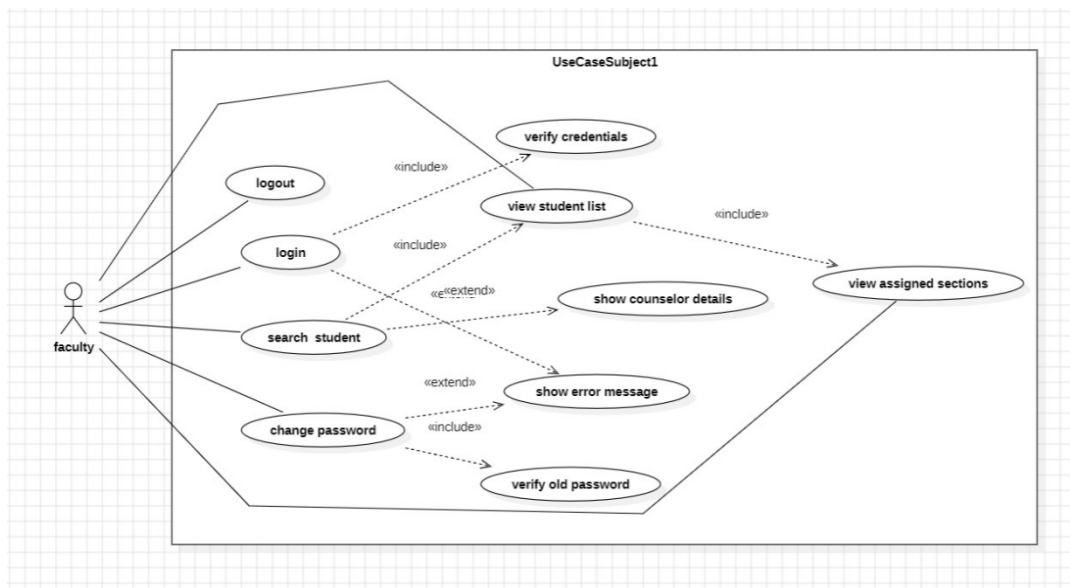 UseCaseSubject1
verify credentials
«include»
logout
view student list
«include»
login
«include»
«extend»
show counselor details
view assigned sections
search  student
faculty
«extend»
show error message
change password
«include»
verify old password